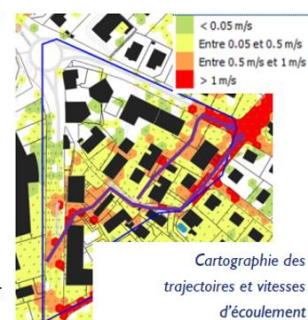 < 0.05 m/s
Entre 0.05 et 0.5 m/s
Entre 0.5 m/s et 1 m/s
> 1 m/s
Cartographie des
trajectoires et vitesses
d'écoulement